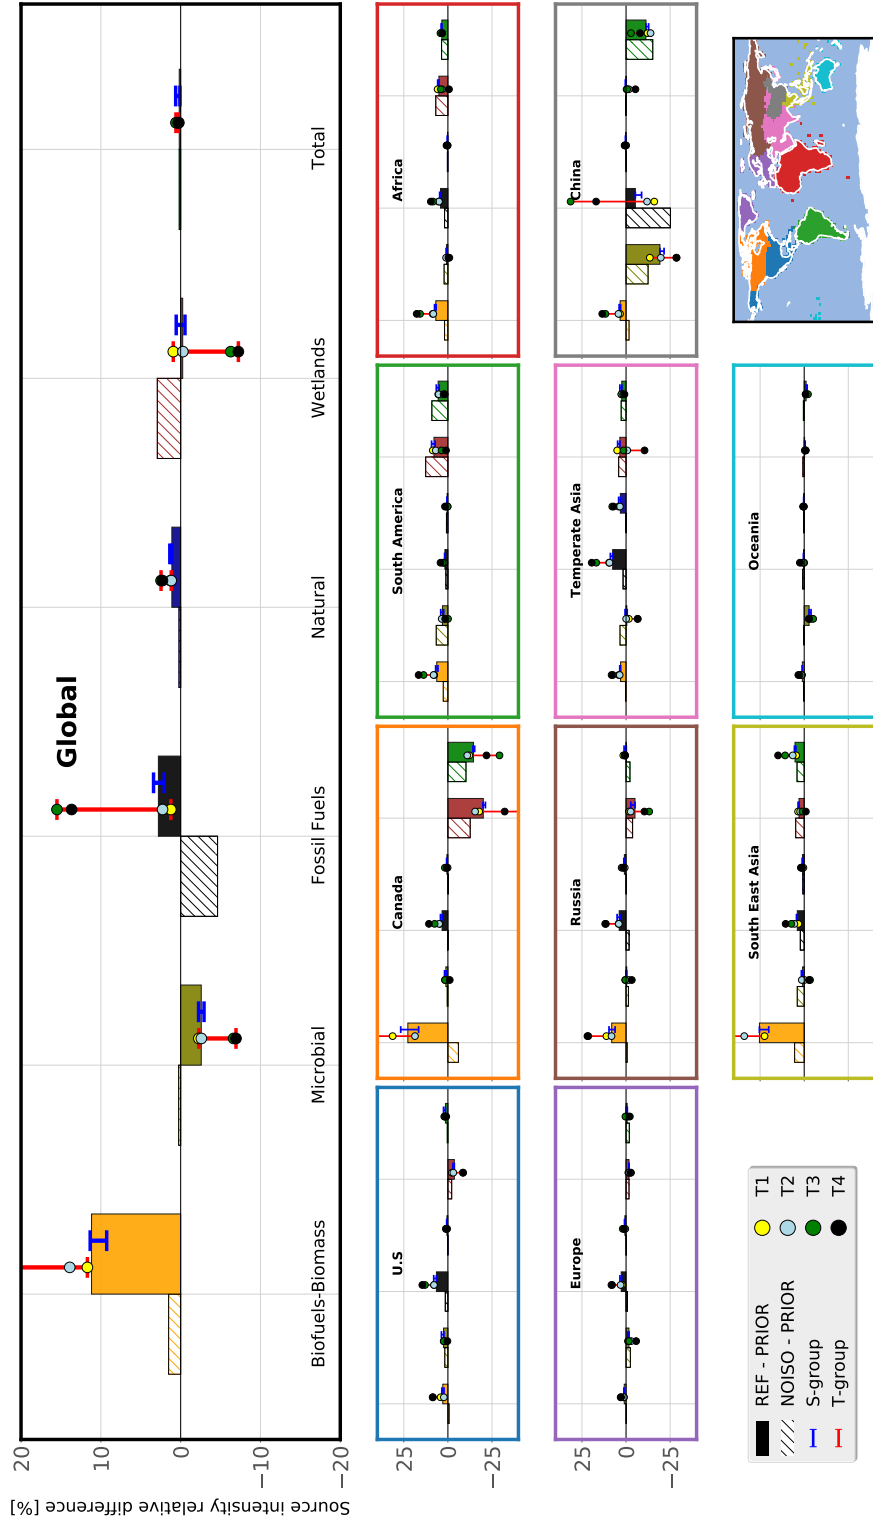 Source intensity relative difference [%]
20
10
0
−10
−20
Global
Biofuels-Biomass
Microbial
Fossil Fuels
Natural
Wetlands
Total
25
0
−25
U.S
Canada
South America
Africa
25
0
−25
Europe
Russia
Temperate Asia
China
South East Asia
Oceania
REF - PRIOR
NOISO - PRIOR
S-group
T-group
T1
T2
T3
T4